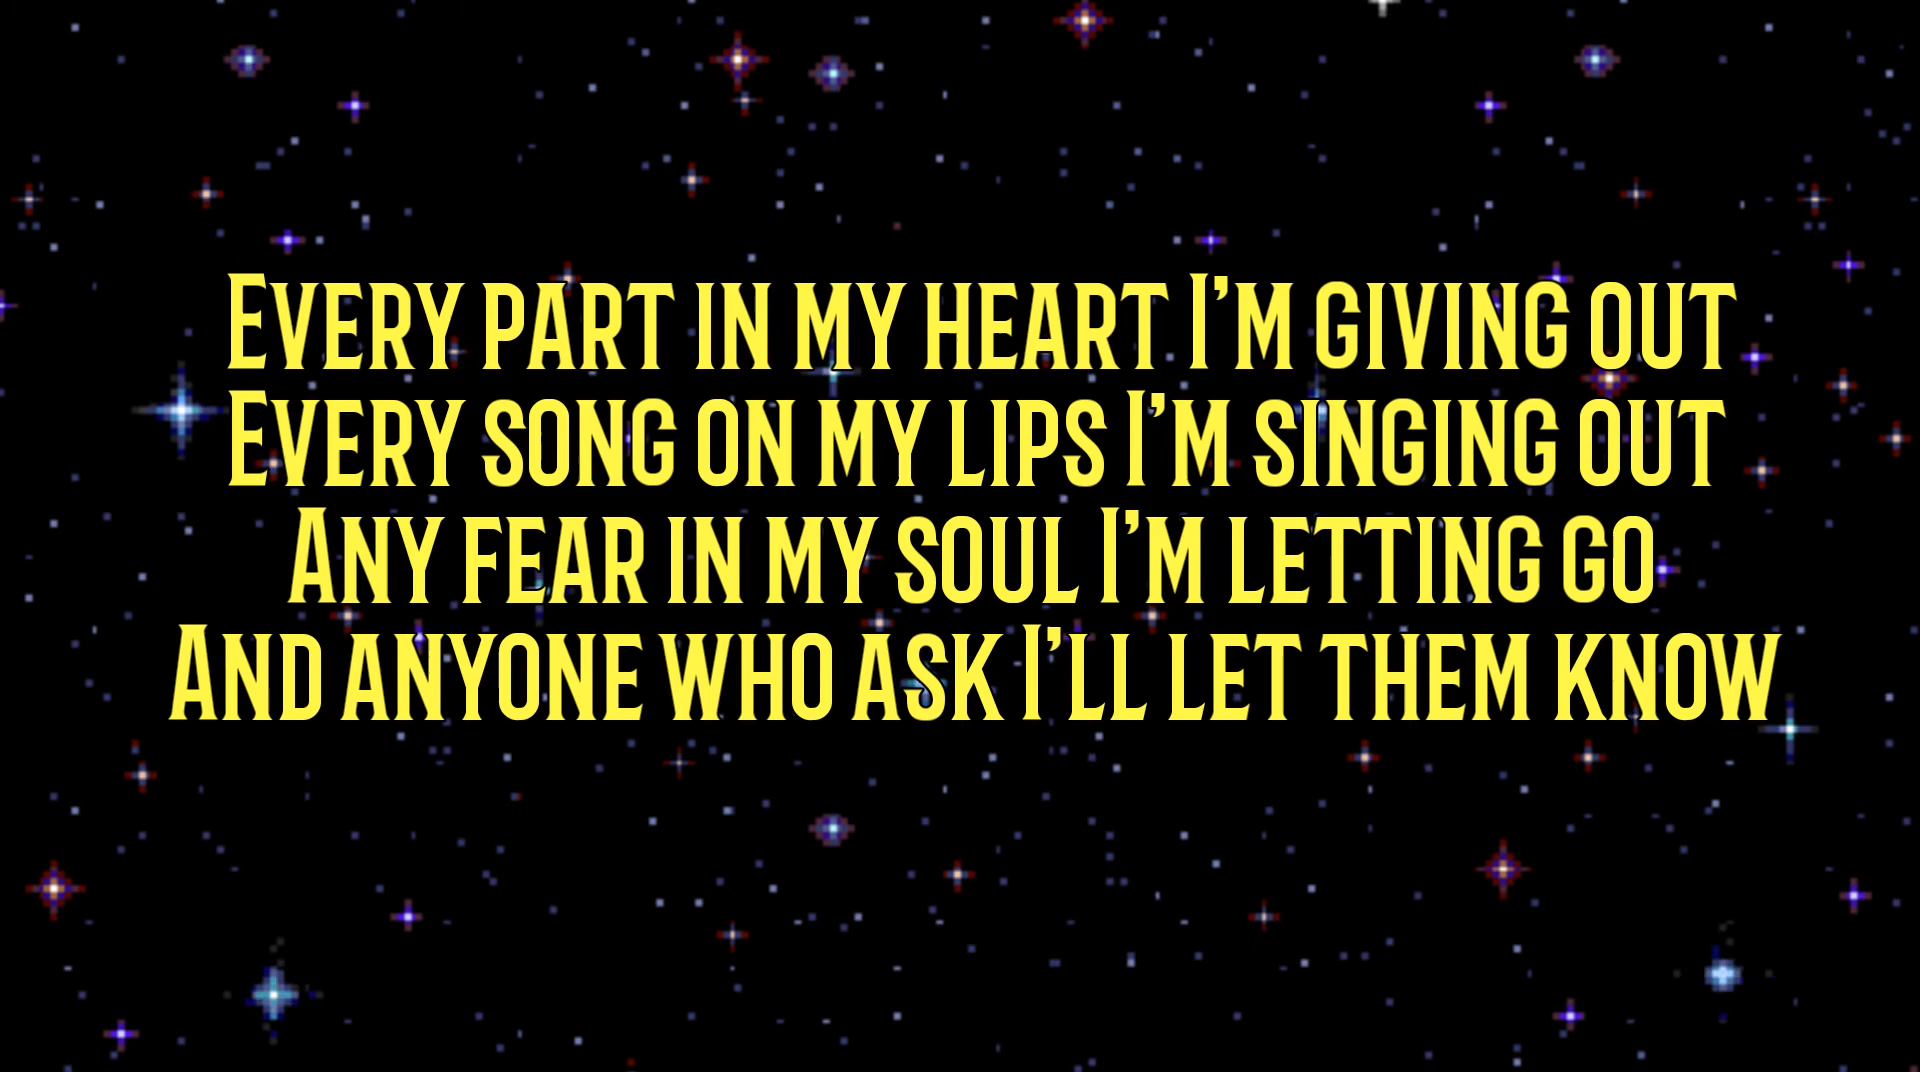 Every part in my heart I'm giving out
Every song on my lips I'm singing out
Any fear in my soul I'm letting go
And anyone who ask I'll let them know